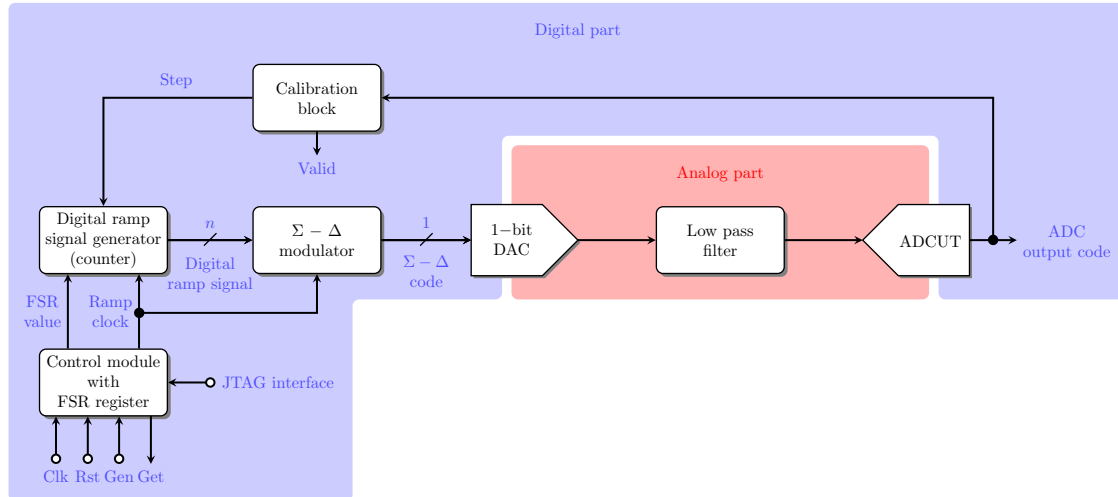 Digital part
Step
Calibration
block
Valid
Analog part
Digital ramp
signal generator
(counter)
n
Digital
ramp signal
Σ − Δ
modulator
1
Σ − Δ
code
1−bit
DAC
Low pass
filter
ADCUT
ADC
output code
FSR
value
Ramp
clock
Control module
with
FSR register
JTAG interface
Clk Rst Gen Get